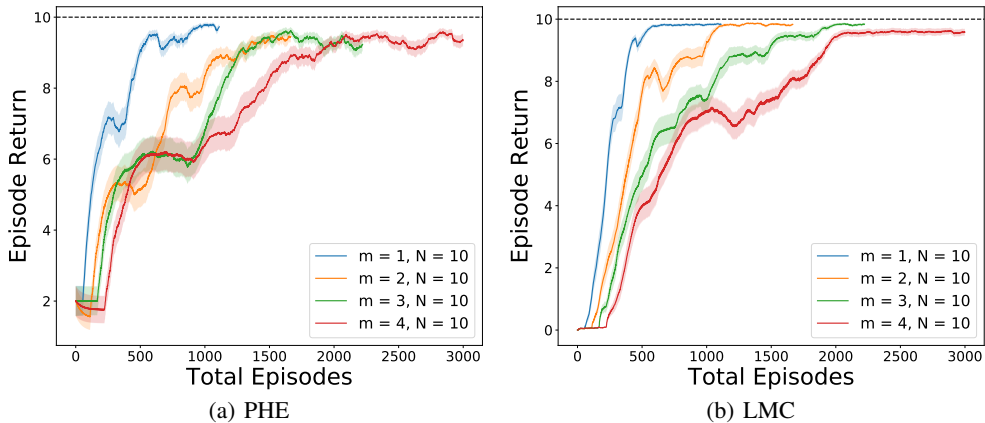 10
8
6
4
2
Episode Return
0
500
1000
1500
2000
2500
3000
Total Episodes
m = 1, N = 10
m = 2, N = 10
m = 3, N = 10
m = 4, N = 10
(a) PHE
10
8
6
4
2
0
Episode Return
0
500
1000
1500
2000
2500
3000
Total Episodes
m = 1, N = 10
m = 2, N = 10
m = 3, N = 10
m = 4, N = 10
(b) LMC